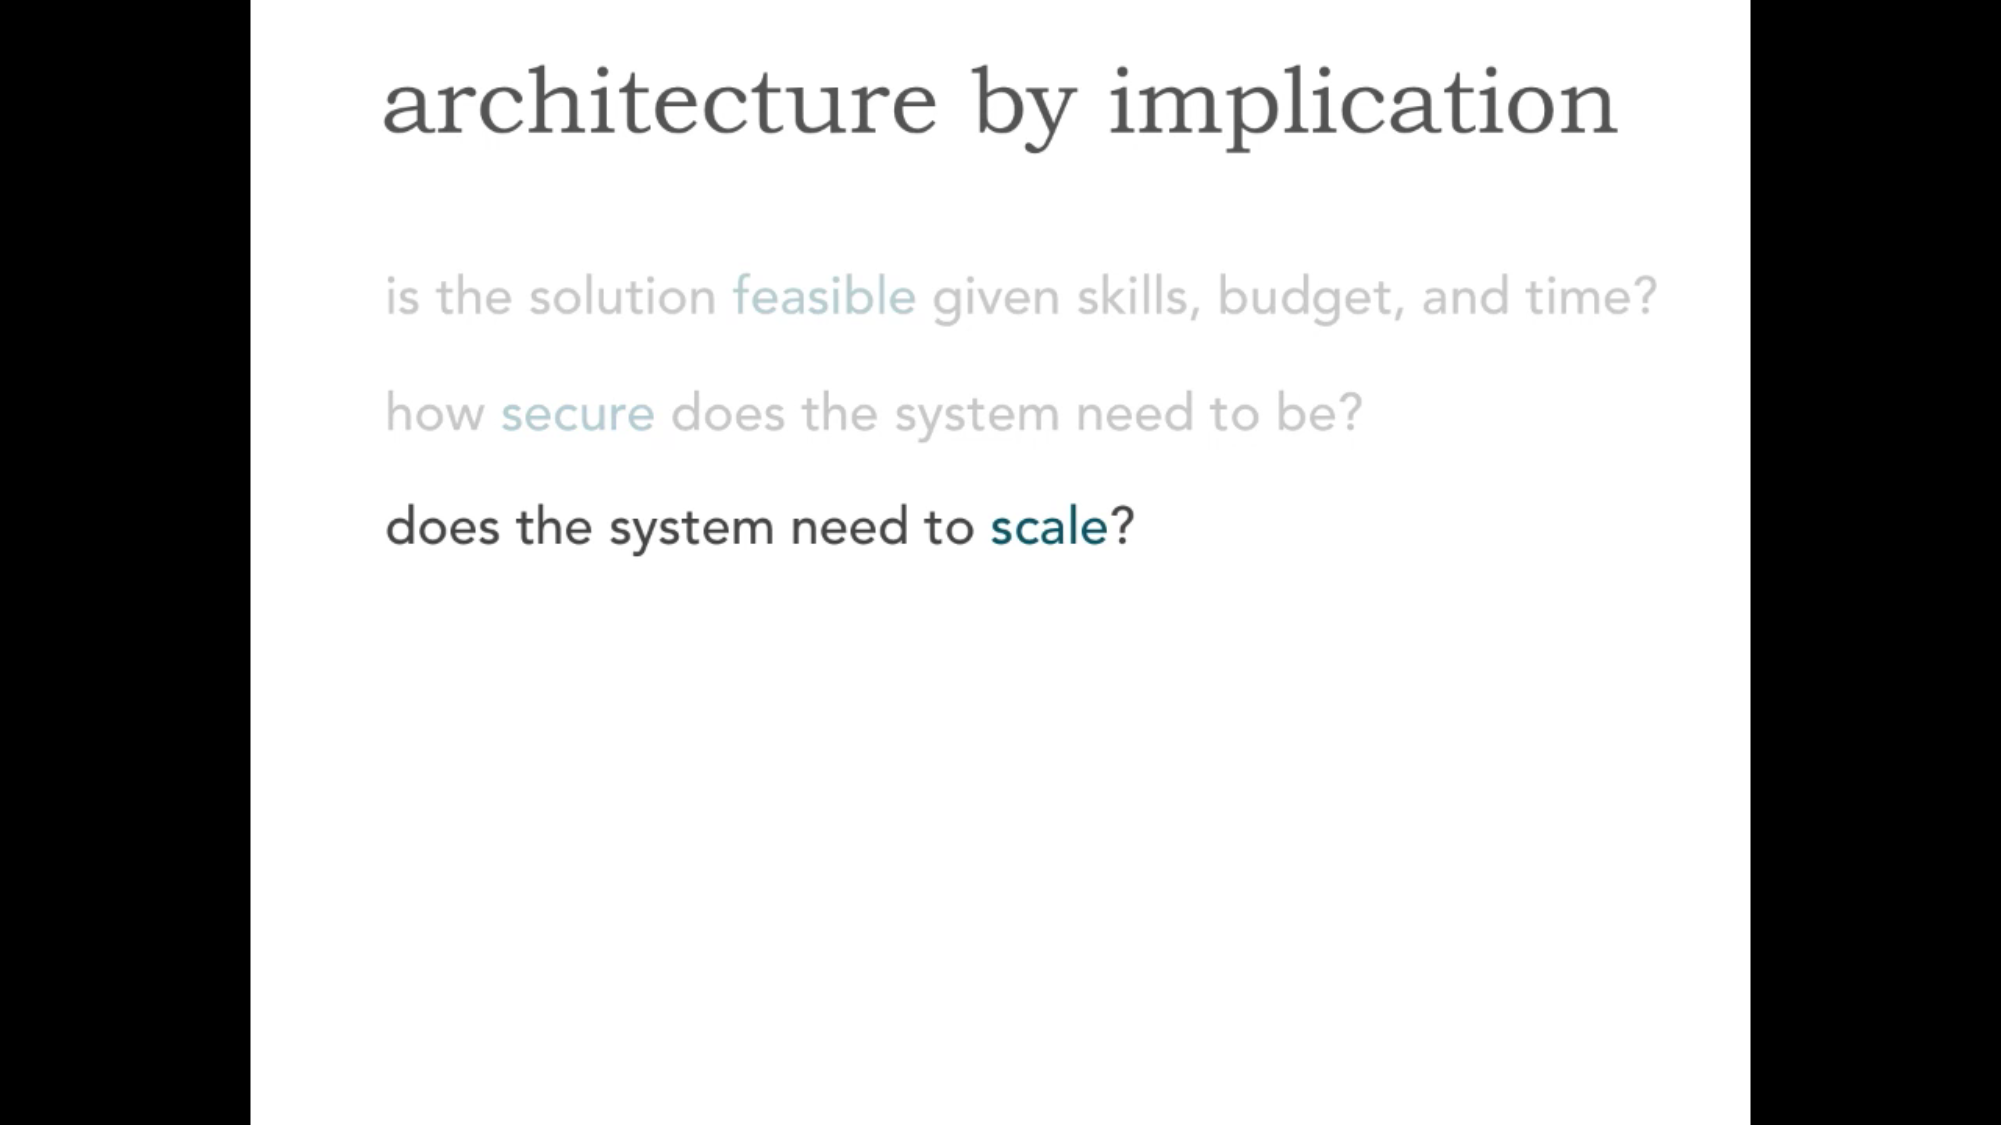 architecture by implication
is the solution feasible given skills, budget, and time?
how secure does the system need to be?
does the system need to scale?